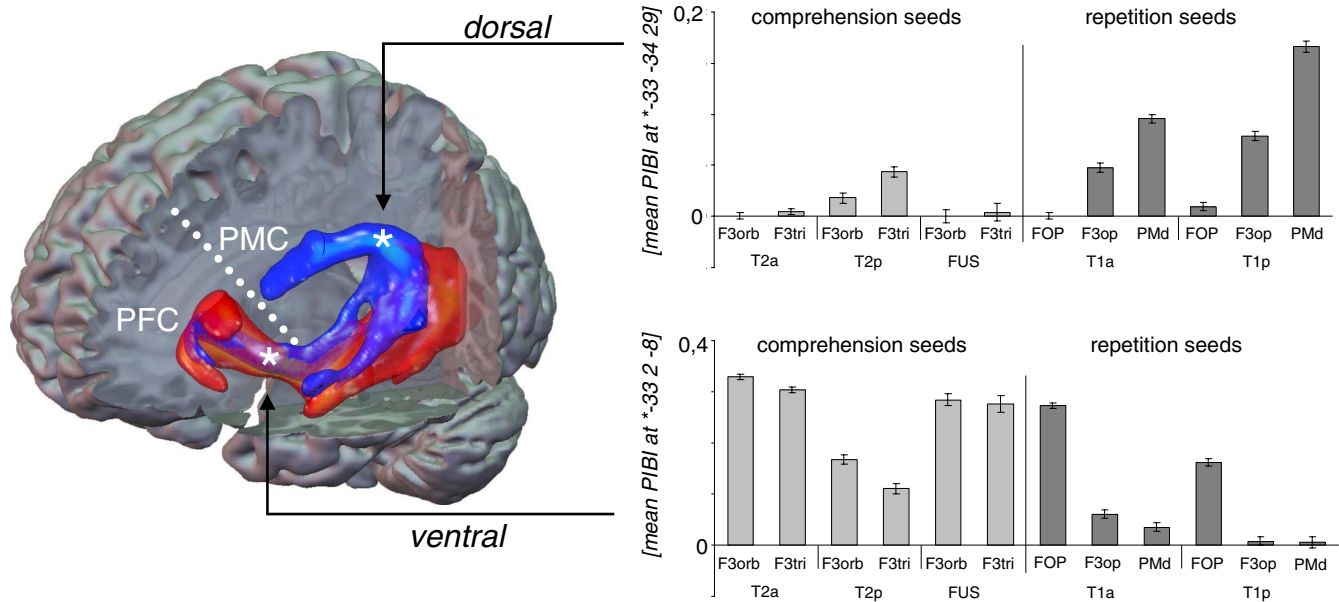 dorsal
PMC
*
PFC
*
ventral
[mean PIBI at *-33 -34 29]
0,2
0
comprehension seeds
repetition seeds
F3orb F3tri F3orb F3tri F3orb F3tri FOP F3op PMd FOP F3op PMd
T2a T2p FUS T1a T1p
[mean PIBI at *-33 2 -8]
0,4
0
comprehension seeds
repetition seeds
F3orb F3tri F3orb F3tri F3orb F3tri FOP F3op PMd FOP F3op PMd
T2a T2p FUS T1a T1p